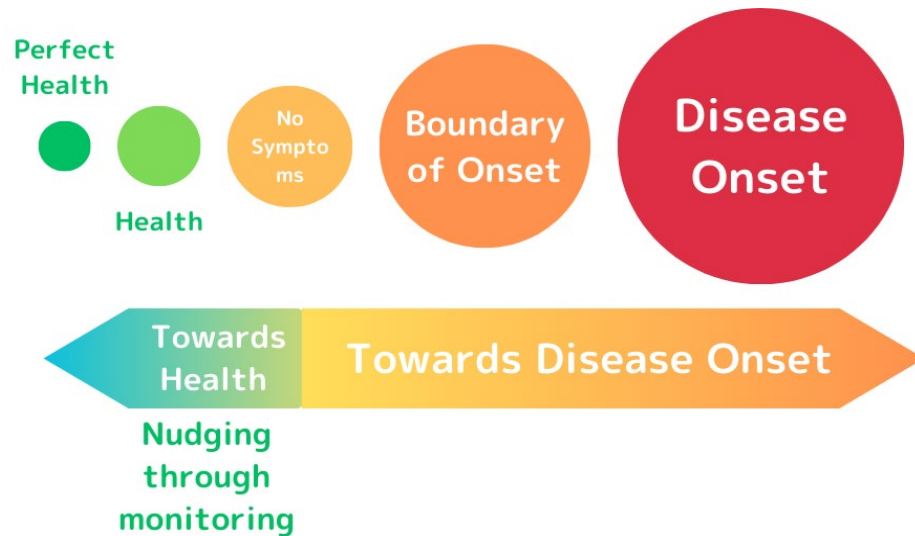 Perfect
Health
Health
No
Sympto
ms
Boundary
of Onset
Disease
Onset
Towards
Health
Towards Disease Onset
Nudging
through
monitoring